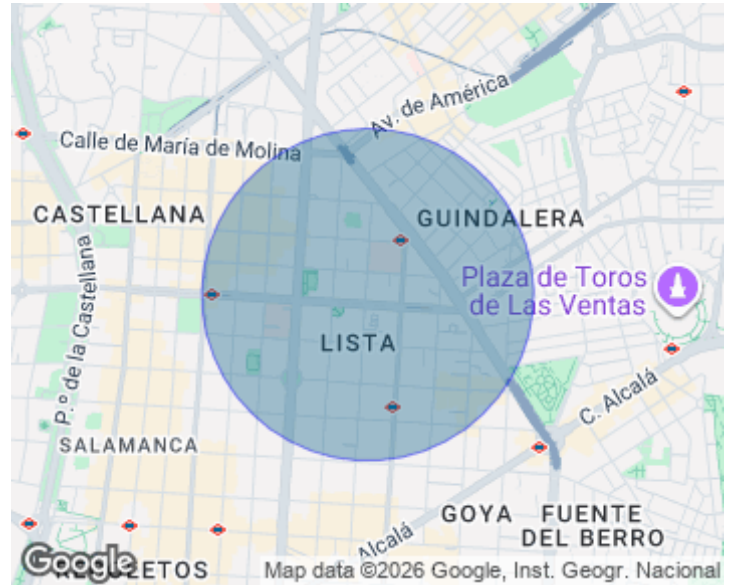 Av. de América
Calle de María de Molina
CASTELLANA
GUINDALERA
Plaza de Toros
de Las Ventas
P.º de la Castellana
LISTA
C. Alcalá
SALAMANCA
GOYA
FUENTE
DEL BERRO
Alcalá
Google
Map data ©2026 Google, Inst. Geogr. Nacional